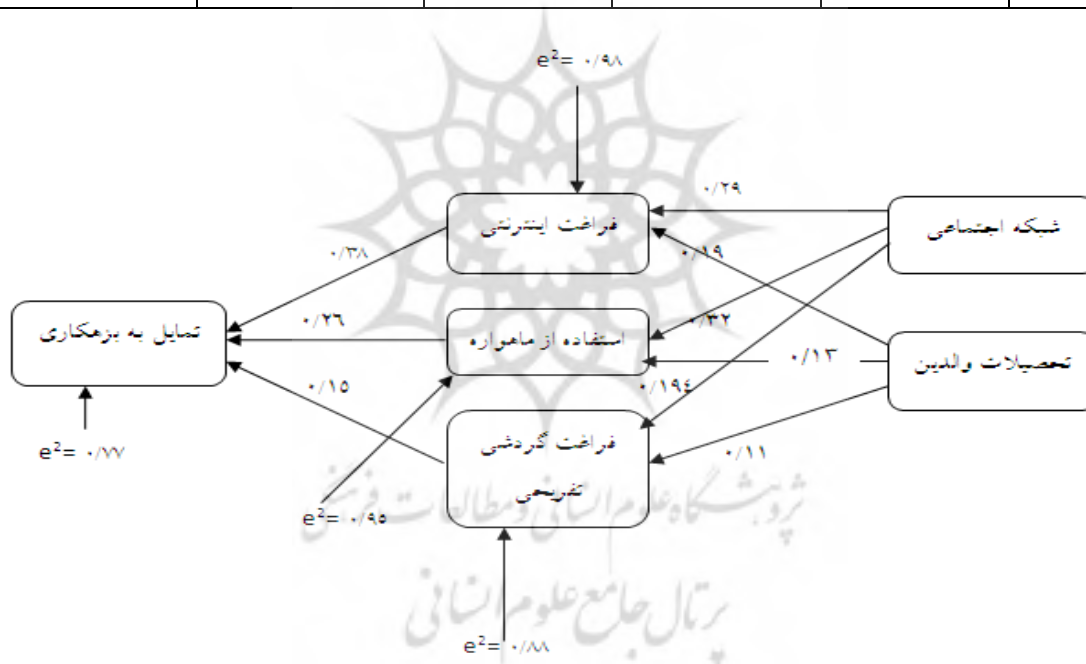 e²= ۰/۹۸
۰/۲۹
شبکه اجتماعی
فراغت اینترنتی
۰/۱۹
۰/۳۸
تمایل به بزهکاری
۰/۲۶
استفاده از ماهواره
۰/۳۲
۰/۱۳
تحصیلات والدین
۰/۱۵
۰/۱۹٤
فراغت گردشی
تفریحی
۰/۱۱
e²= ۰/۷۷
e²= ۰/۹۵
پژوهشگاه علوم انسانی و مطالعات فرهنگی
پرتال جامع علوم انسانی
e²= ۰/۸۸